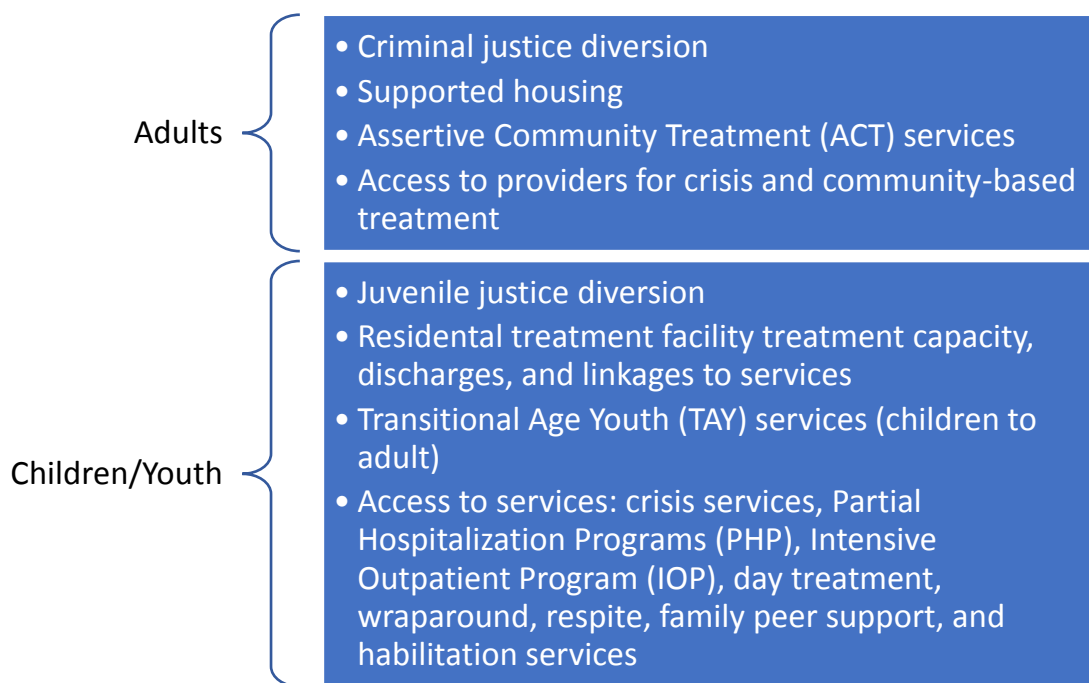 Adults
• Criminal justice diversion
• Supported housing
• Assertive Community Treatment (ACT) services
• Access to providers for crisis and community-based
treatment
Children/Youth
• Juvenile justice diversion
• Residental treatment facility treatment capacity,
discharges, and linkages to services
• Transitional Age Youth (TAY) services (children to
adult)
• Access to services: crisis services, Partial
Hospitalization Programs (PHP), Intensive
Outpatient Program (IOP), day treatment,
wraparound, respite, family peer support, and
habilitation services